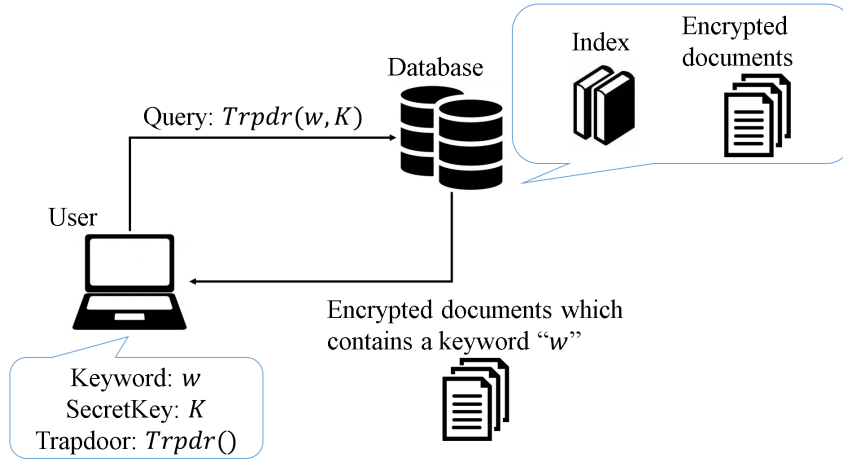 Index
Encrypted
documents
Database
Query: Trpdr(w, K)
User
Encrypted documents which
contains a keyword “w”
Keyword: w
SecretKey: K
Trapdoor: Trpdr()